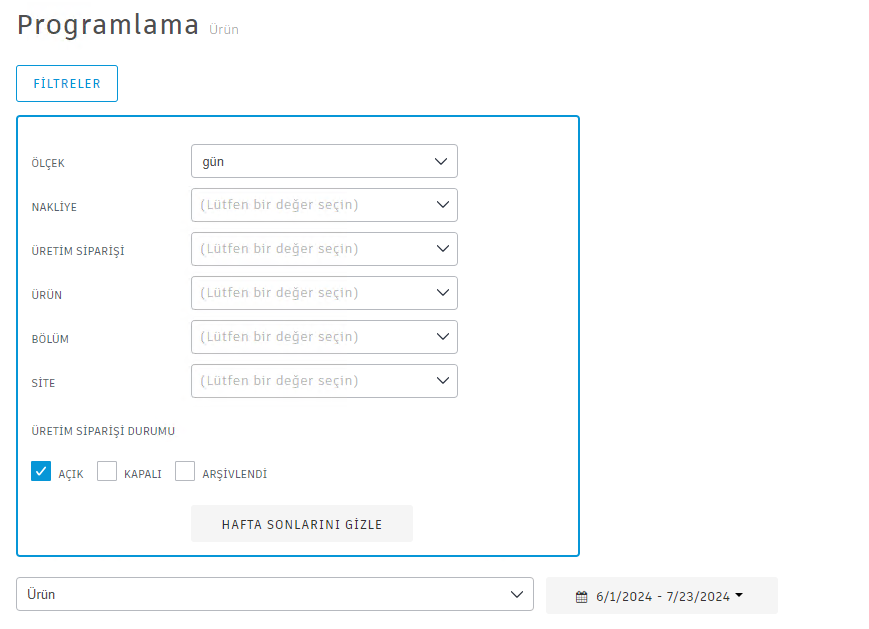 Programlama Ürün
FİLTRELER
ÖLÇEK gün
NAKLİYE (Lütfen bir değer seçin)
ÜRETİM SİPARİŞİ (Lütfen bir değer seçin)
ÜRÜN (Lütfen bir değer seçin)
BÖLÜM (Lütfen bir değer seçin)
SİTE (Lütfen bir değer seçin)
ÜRETİM SİPARİŞİ DURUMU
AÇIK KAPALI ARŞİVLENDİ
HAFTA SONLARINI GİZLE
Ürün 6/1/2024 - 7/23/2024